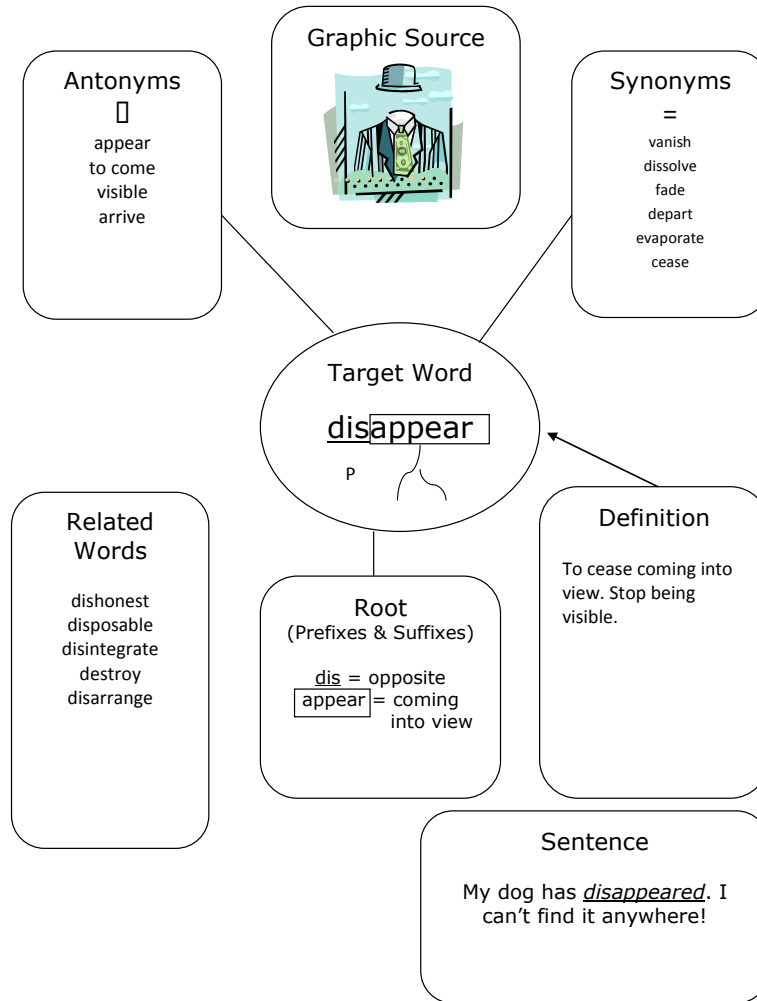 Graphic Source
Antonyms
▯
appear
to come
visible
arrive
Synonyms
=
vanish
dissolve
fade
depart
evaporate
cease
Target Word
disappear
P
Related
Words
dishonest
disposable
disintegrate
destroy
disarrange
Root
(Prefixes & Suffixes)
dis = opposite
appear = coming
into view
Definition
To cease coming into
view. Stop being
visible.
Sentence
My dog has disappeared. I
can’t find it anywhere!